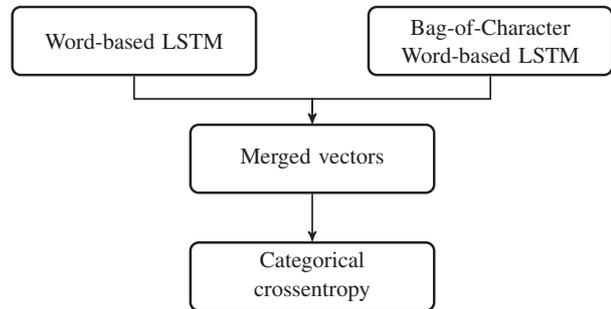 Word-based LSTM
Bag-of-Character
Word-based LSTM
Merged vectors
Categorical
crossentropy